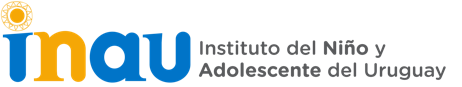 inau
Instituto del Niño y
Adolescente del Uruguay